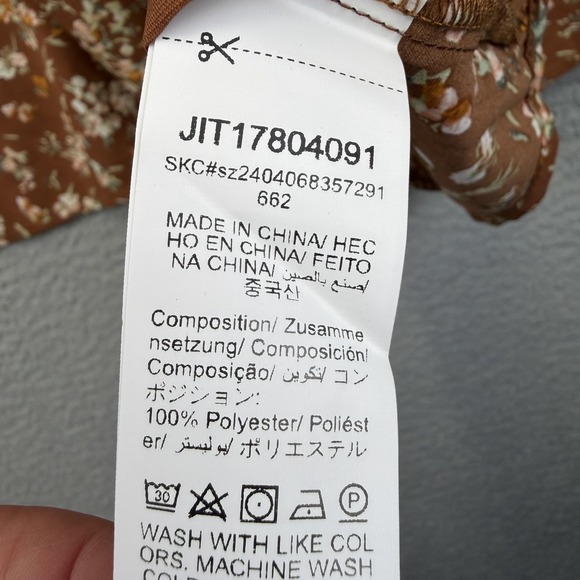 JIT17804091
SKC#sz2404068357291
662
MADE IN CHINA/ HEC
HO EN CHINA/ FEITO
NA CHINA/ صنع بالصين/
중국산
Composition/ Zusamme
nsetzung/ Composición/
Composição/ تكوين/ コン
ポジション:
100% Polyester/ Poliést
er/ بوليستر/ ポリエステル
30 P
WASH WITH LIKE COL
ORS. MACHINE WASH